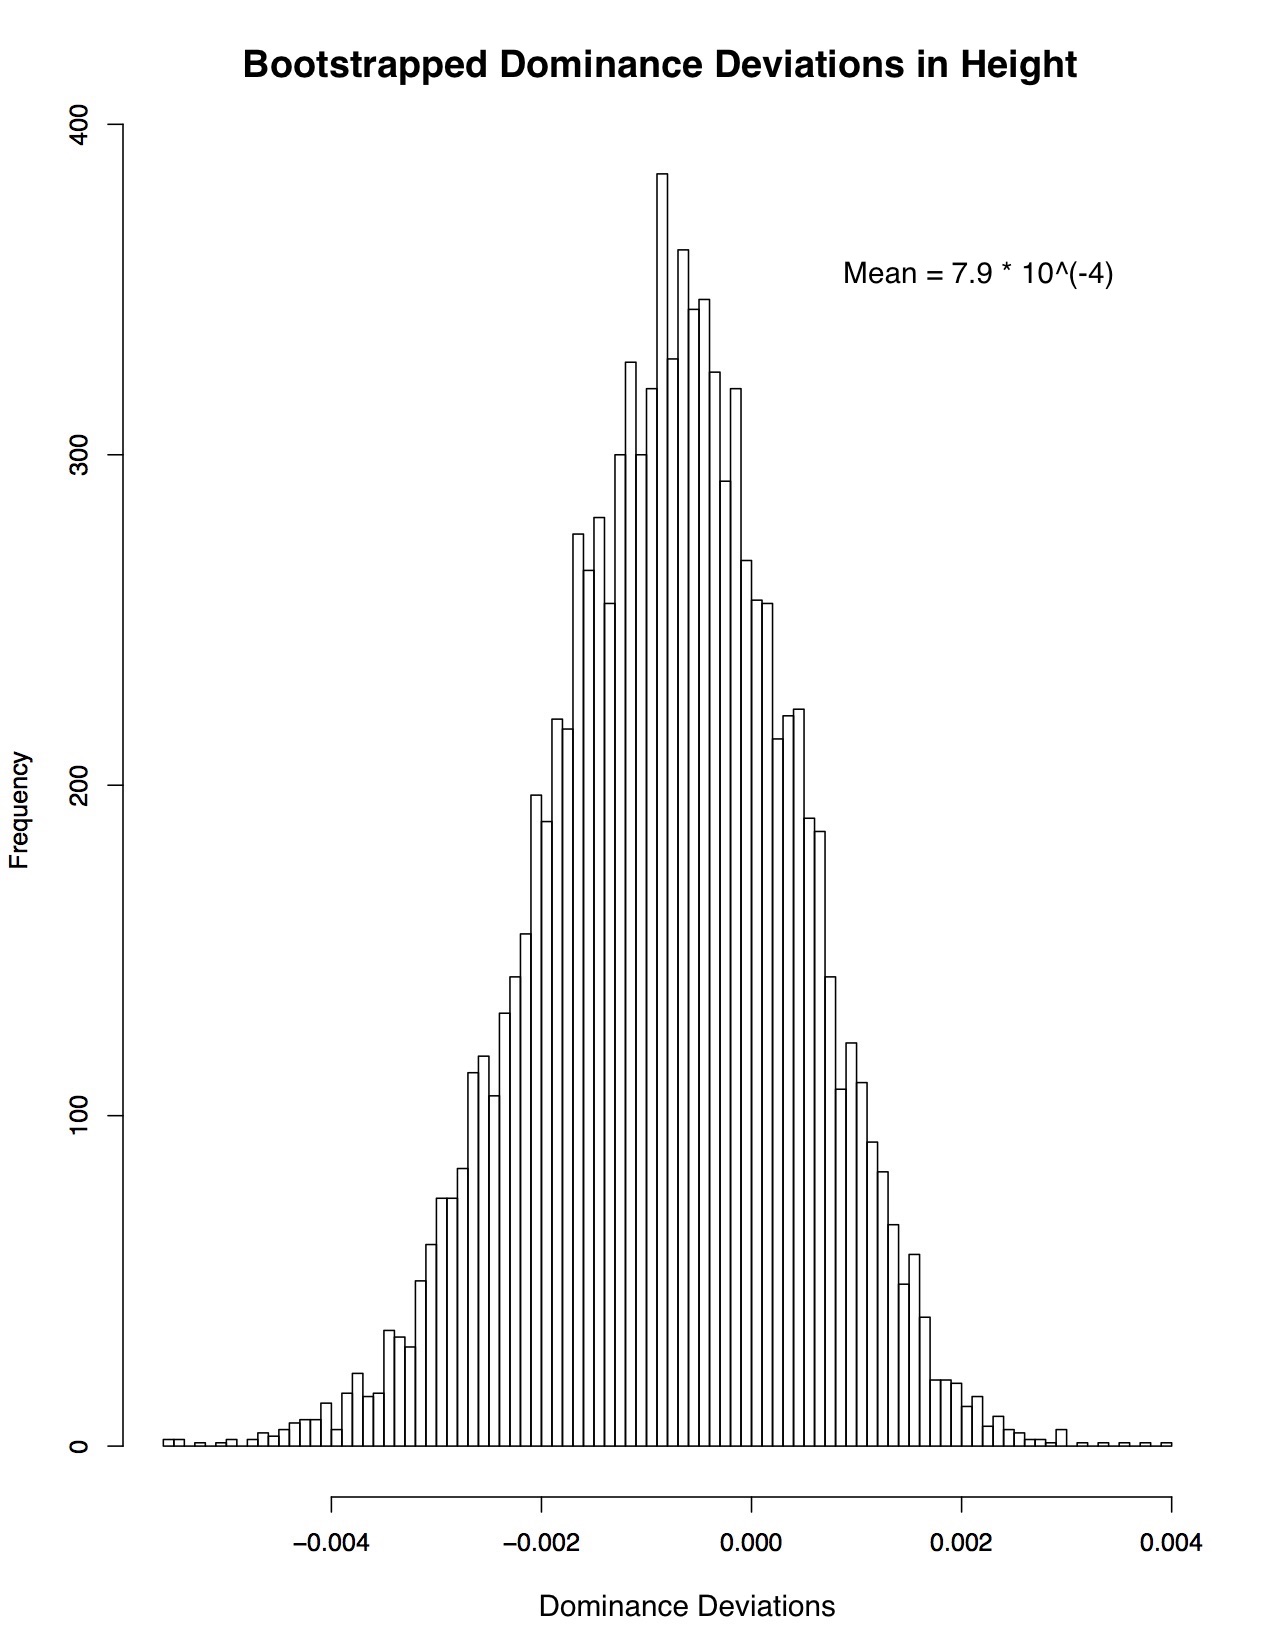 Bootstrapped Dominance Deviations in Height
400
300
200
100
0
Frequency
Mean = 7.9 * 10^(-4)
−0.004 −0.002 0.000 0.002 0.004
Dominance Deviations